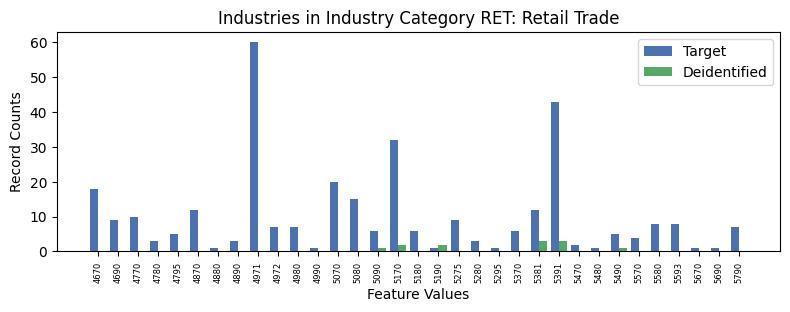 Industries in Industry Category RET: Retail Trade
Target
Deidentified
Record Counts
60
50
40
30
20
10
0
4670 4690 4770 4780 4795 4870 4880 4890 4971 4972 4980 4990 5070 5080 5090 5170 5180 5190 5275 5280 5295 5370 5381 5391 5470 5480 5490 5570 5580 5593 5670 5690 5790
Feature Values